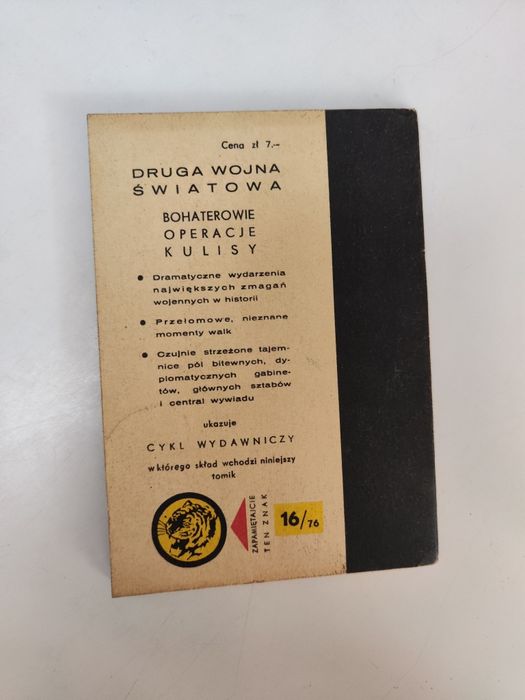 Cena zł 7.–
DRUGA WOJNA
ŚWIATOWA
BOHATEROWIE
OPERACJE
KULISY
● Dramatyczne wydarzenia
największych zmagań
wojennych w historii
● Przełomowe, nieznane
momenty walk
● Czujnie strzeżone tajem-
nice pól bitewnych, dy-
plomatycznych gabine-
tów, głównych sztabów
i central wywiadu
ukazuje
CYKL WYDAWNICZY
w którego skład wchodzi niniejszy
tomik
ZAPAMIĘTAJCIE
TEN ZNAK
16/76